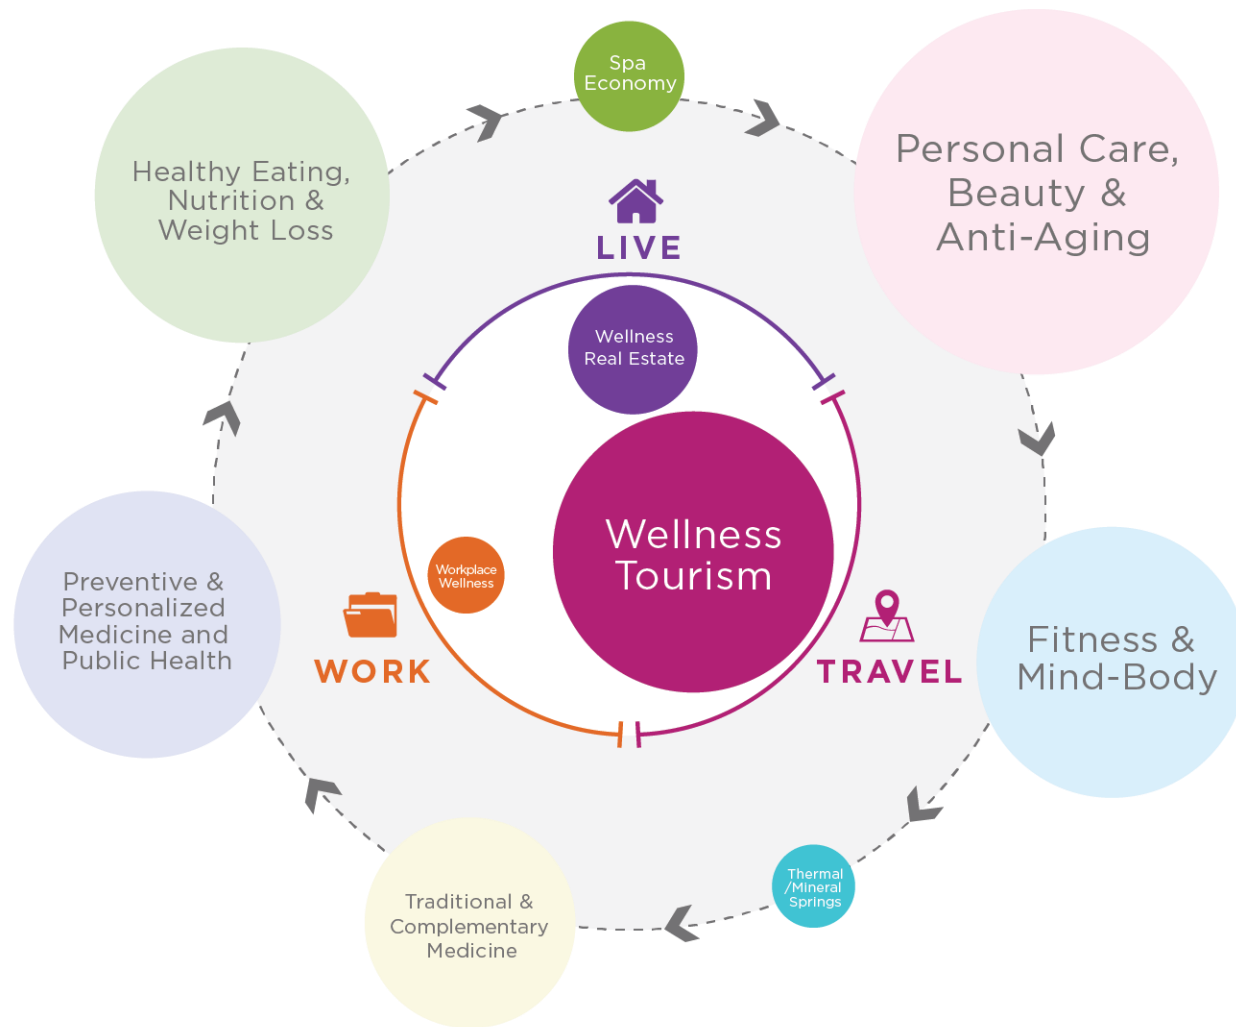 Spa
Economy
Personal Care,
Beauty &
Anti-Aging
Healthy Eating,
Nutrition &
Weight Loss
LIVE
Wellness
Real Estate
Wellness
Tourism
Workplace
Wellness
WORK
TRAVEL
Preventive &
Personalized
Medicine and
Public Health
Fitness &
Mind-Body
Thermal
/Mineral
Springs
Traditional &
Complementary
Medicine